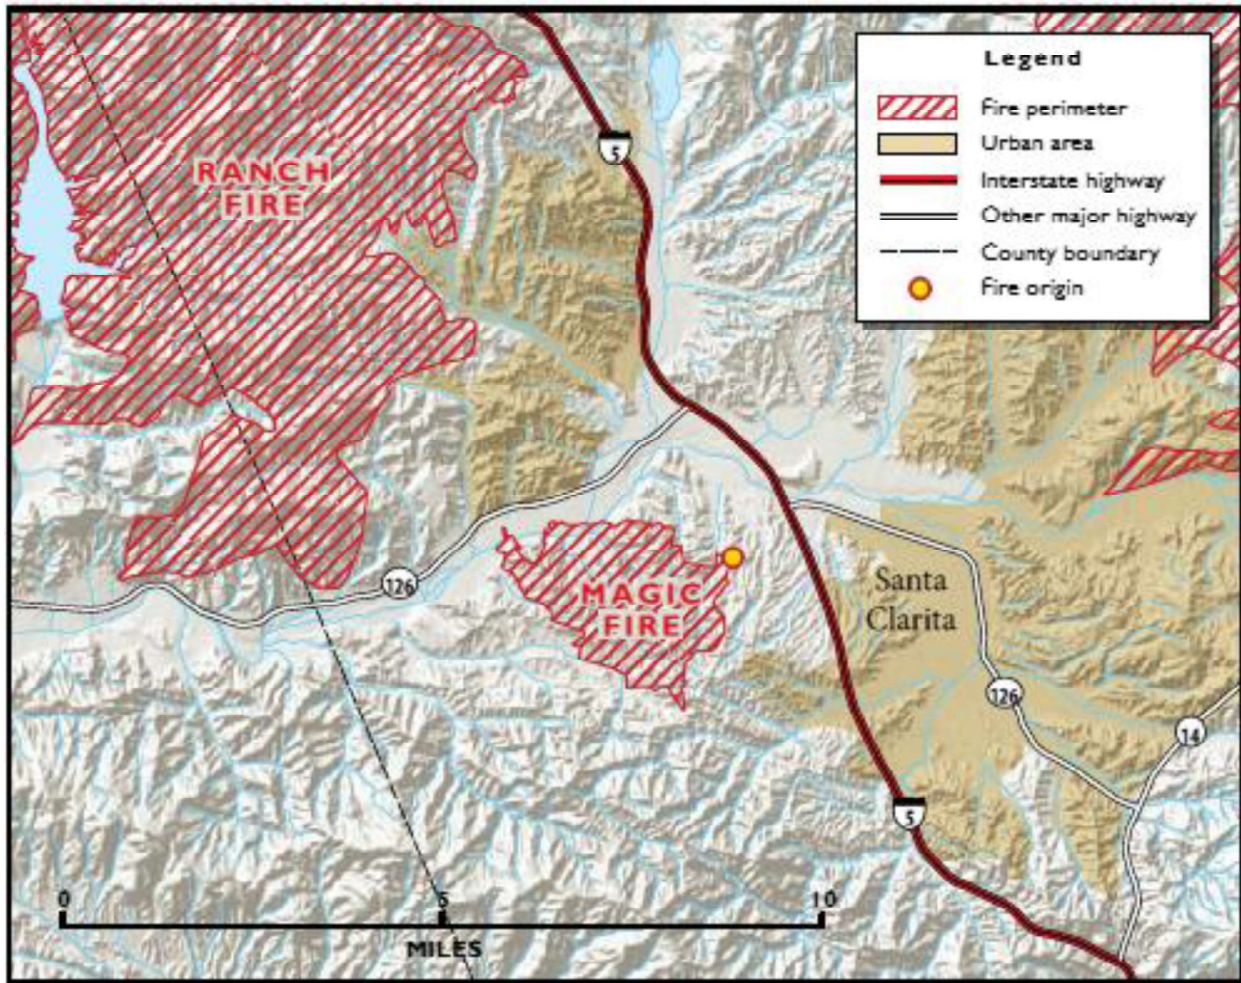 Legend
Fire perimeter
Urban area
Interstate highway
Other major highway
County boundary
Fire origin
5
RANCH
FIRE
126
MAGIC
FIRE
Santa
Clarita
126
14
5
0 5 10
MILES